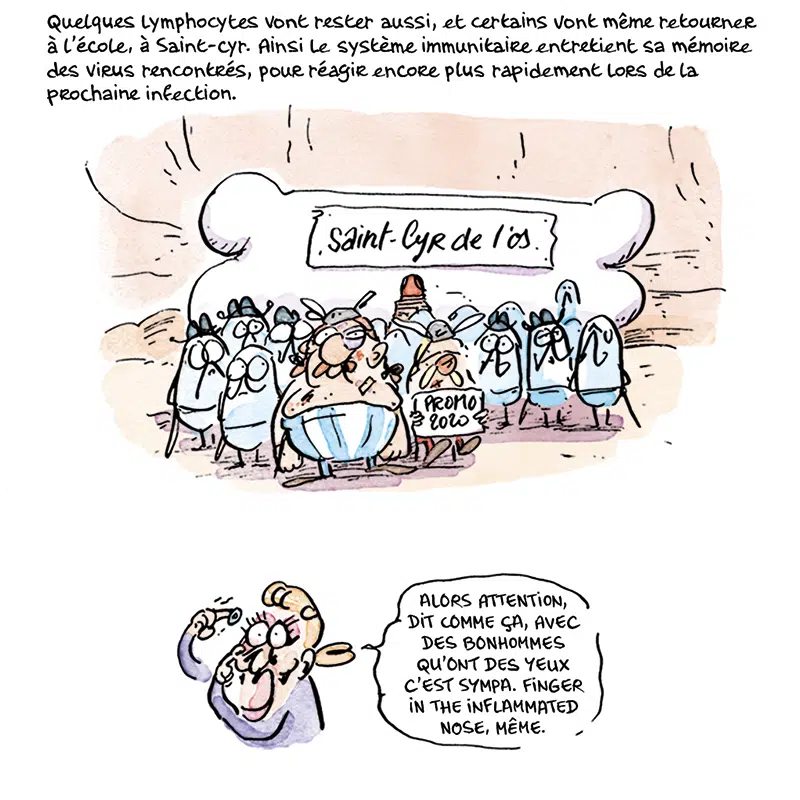 Quelques lymphocytes vont rester aussi, et certains vont même retourner
à l'école, à Saint-cyr. Ainsi le système immunitaire entretient sa mémoire
des virus rencontrés, pour réagir encore plus rapidement lors de la
prochaine infection.
Saint-Cyr de l'os.
PROMO
2020
ALORS ATTENTION,
DIT COMME ÇA, AVEC
DES BONHOMMES
QU'ONT DES YEUX
C'EST SYMPA. FINGER
IN THE INFLAMMATED
NOSE, MÊME.